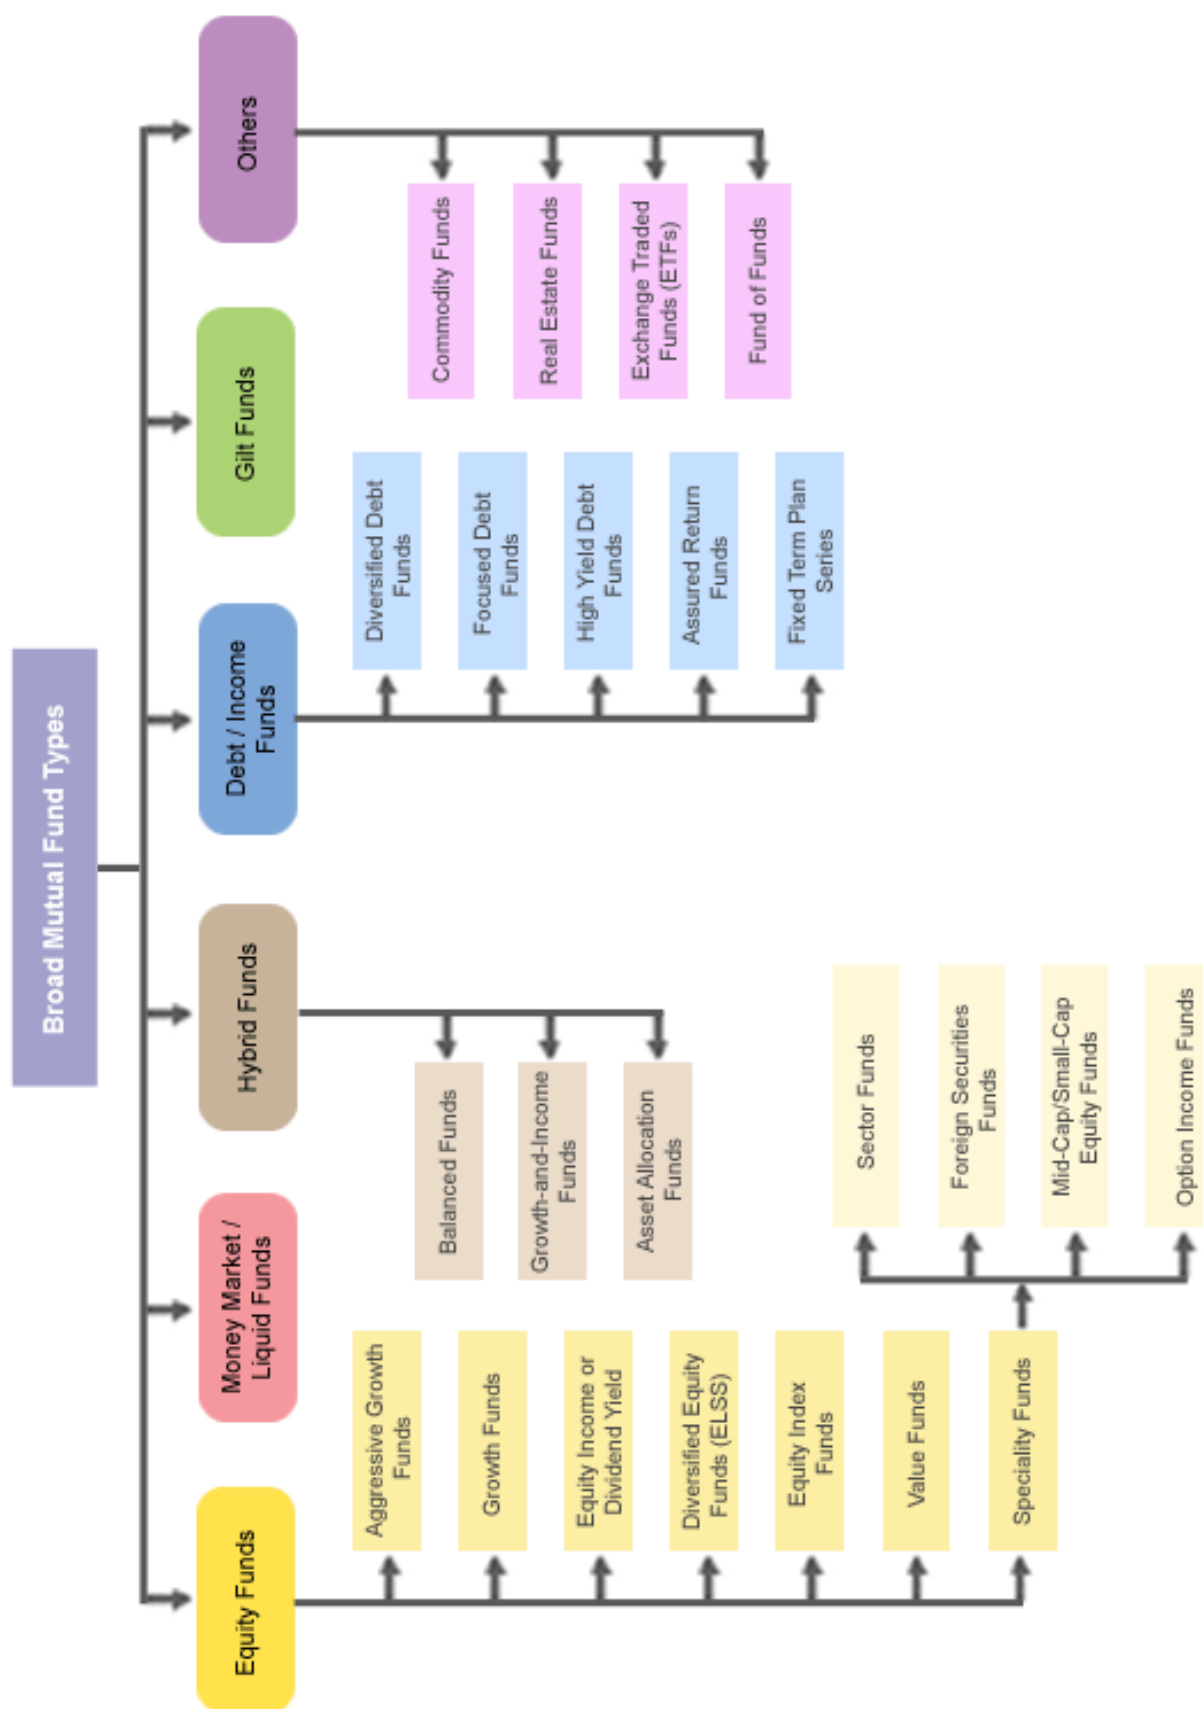 Broad Mutual Fund Types
Equity Funds
Money Market /
Liquid Funds
Hybrid Funds
Debt / Income
Funds
Gilt Funds
Others
Aggressive Growth
Funds
Growth Funds
Equity Income or
Dividend Yield
Diversified Equity
Funds (ELSS)
Equity Index
Funds
Value Funds
Speciality Funds
Sector Funds
Foreign Securities
Funds
Mid-Cap/Small-Cap
Equity Funds
Option Income Funds
Balanced Funds
Growth-and-Income
Funds
Asset Allocation
Funds
Diversified Debt
Funds
Focused Debt
Funds
High Yield Debt
Funds
Assured Return
Funds
Fixed Term Plan
Series
Commodity Funds
Real Estate Funds
Exchange Traded
Funds (ETFs)
Fund of Funds